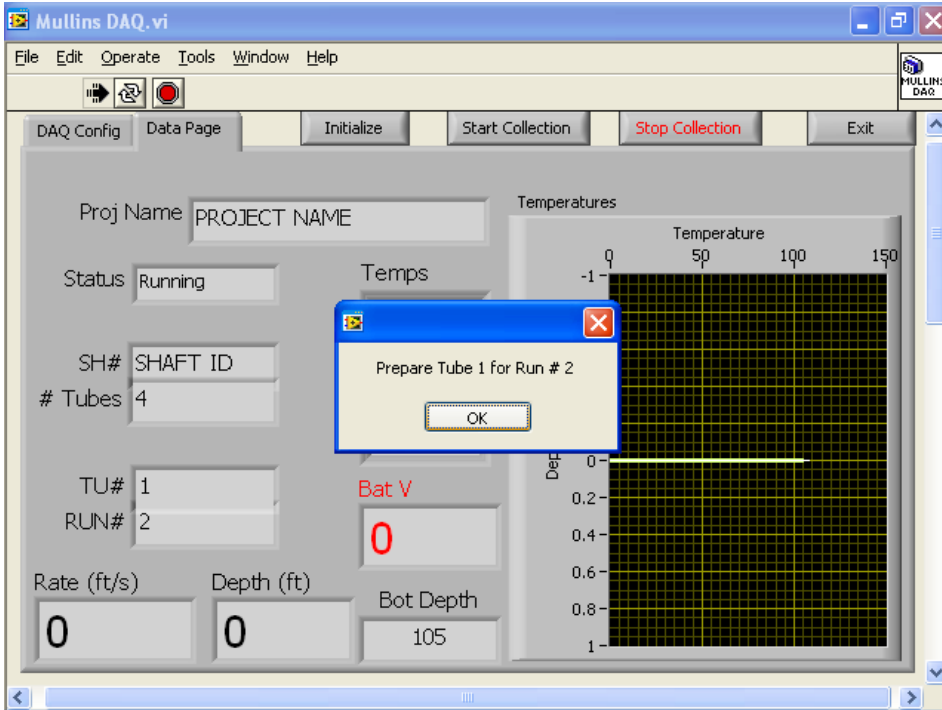 Mullins DAQ.vi
File Edit Operate Tools Window Help
MULLINS
DAQ
DAQ Config Data Page Initialize Start Collection Stop Collection Exit
Proj Name PROJECT NAME
Status Running
SH# SHAFT ID
# Tubes 4
TU# 1
RUN# 2
Rate (ft/s)
0
Depth (ft)
0
Temps
Prepare Tube 1 for Run # 2
OK
Bat V
0
Bot Depth
105
Temperatures
Temperature
0 50 100 150
-1
Dep
0
0.2
0.4
0.6
0.8
1